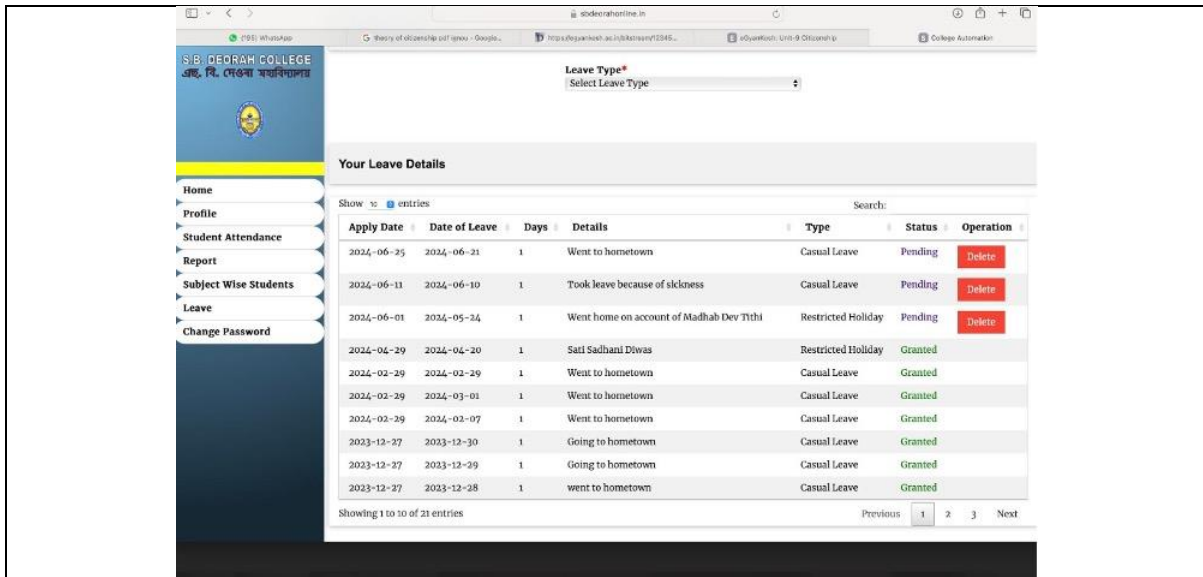 sbdeorahonline.in
(195) WhatsApp
theory of citizenship pdf ignou - Google...
eGyanKosh: Unit-9 Citizenship
College Automation
S.B. DEORAH COLLEGE
এছ. বি. দেওৰা মহাবিদ্যালয়
Leave Type*
Select Leave Type
Your Leave Details
Home
Profile
Student Attendance
Report
Subject Wise Students
Leave
Change Password
Show 10 entries
Search:
Apply Date Date of Leave Days Details Type Status Operation
2024-06-25 2024-06-21 1 Went to hometown Casual Leave Pending Delete
2024-06-11 2024-06-10 1 Took leave because of sickness Casual Leave Pending Delete
2024-06-01 2024-05-24 1 Went home on account of Madhab Dev Tithi Restricted Holiday Pending Delete
2024-04-29 2024-04-20 1 Sati Sadhani Diwas Restricted Holiday Granted
2024-02-29 2024-02-29 1 Went to hometown Casual Leave Granted
2024-02-29 2024-03-01 1 Went to hometown Casual Leave Granted
2024-02-29 2024-02-07 1 Went to hometown Casual Leave Granted
2023-12-27 2023-12-30 1 Going to hometown Casual Leave Granted
2023-12-27 2023-12-29 1 Going to hometown Casual Leave Granted
2023-12-27 2023-12-28 1 went to hometown Casual Leave Granted
Showing 1 to 10 of 21 entries
Previous 1 2 3 Next